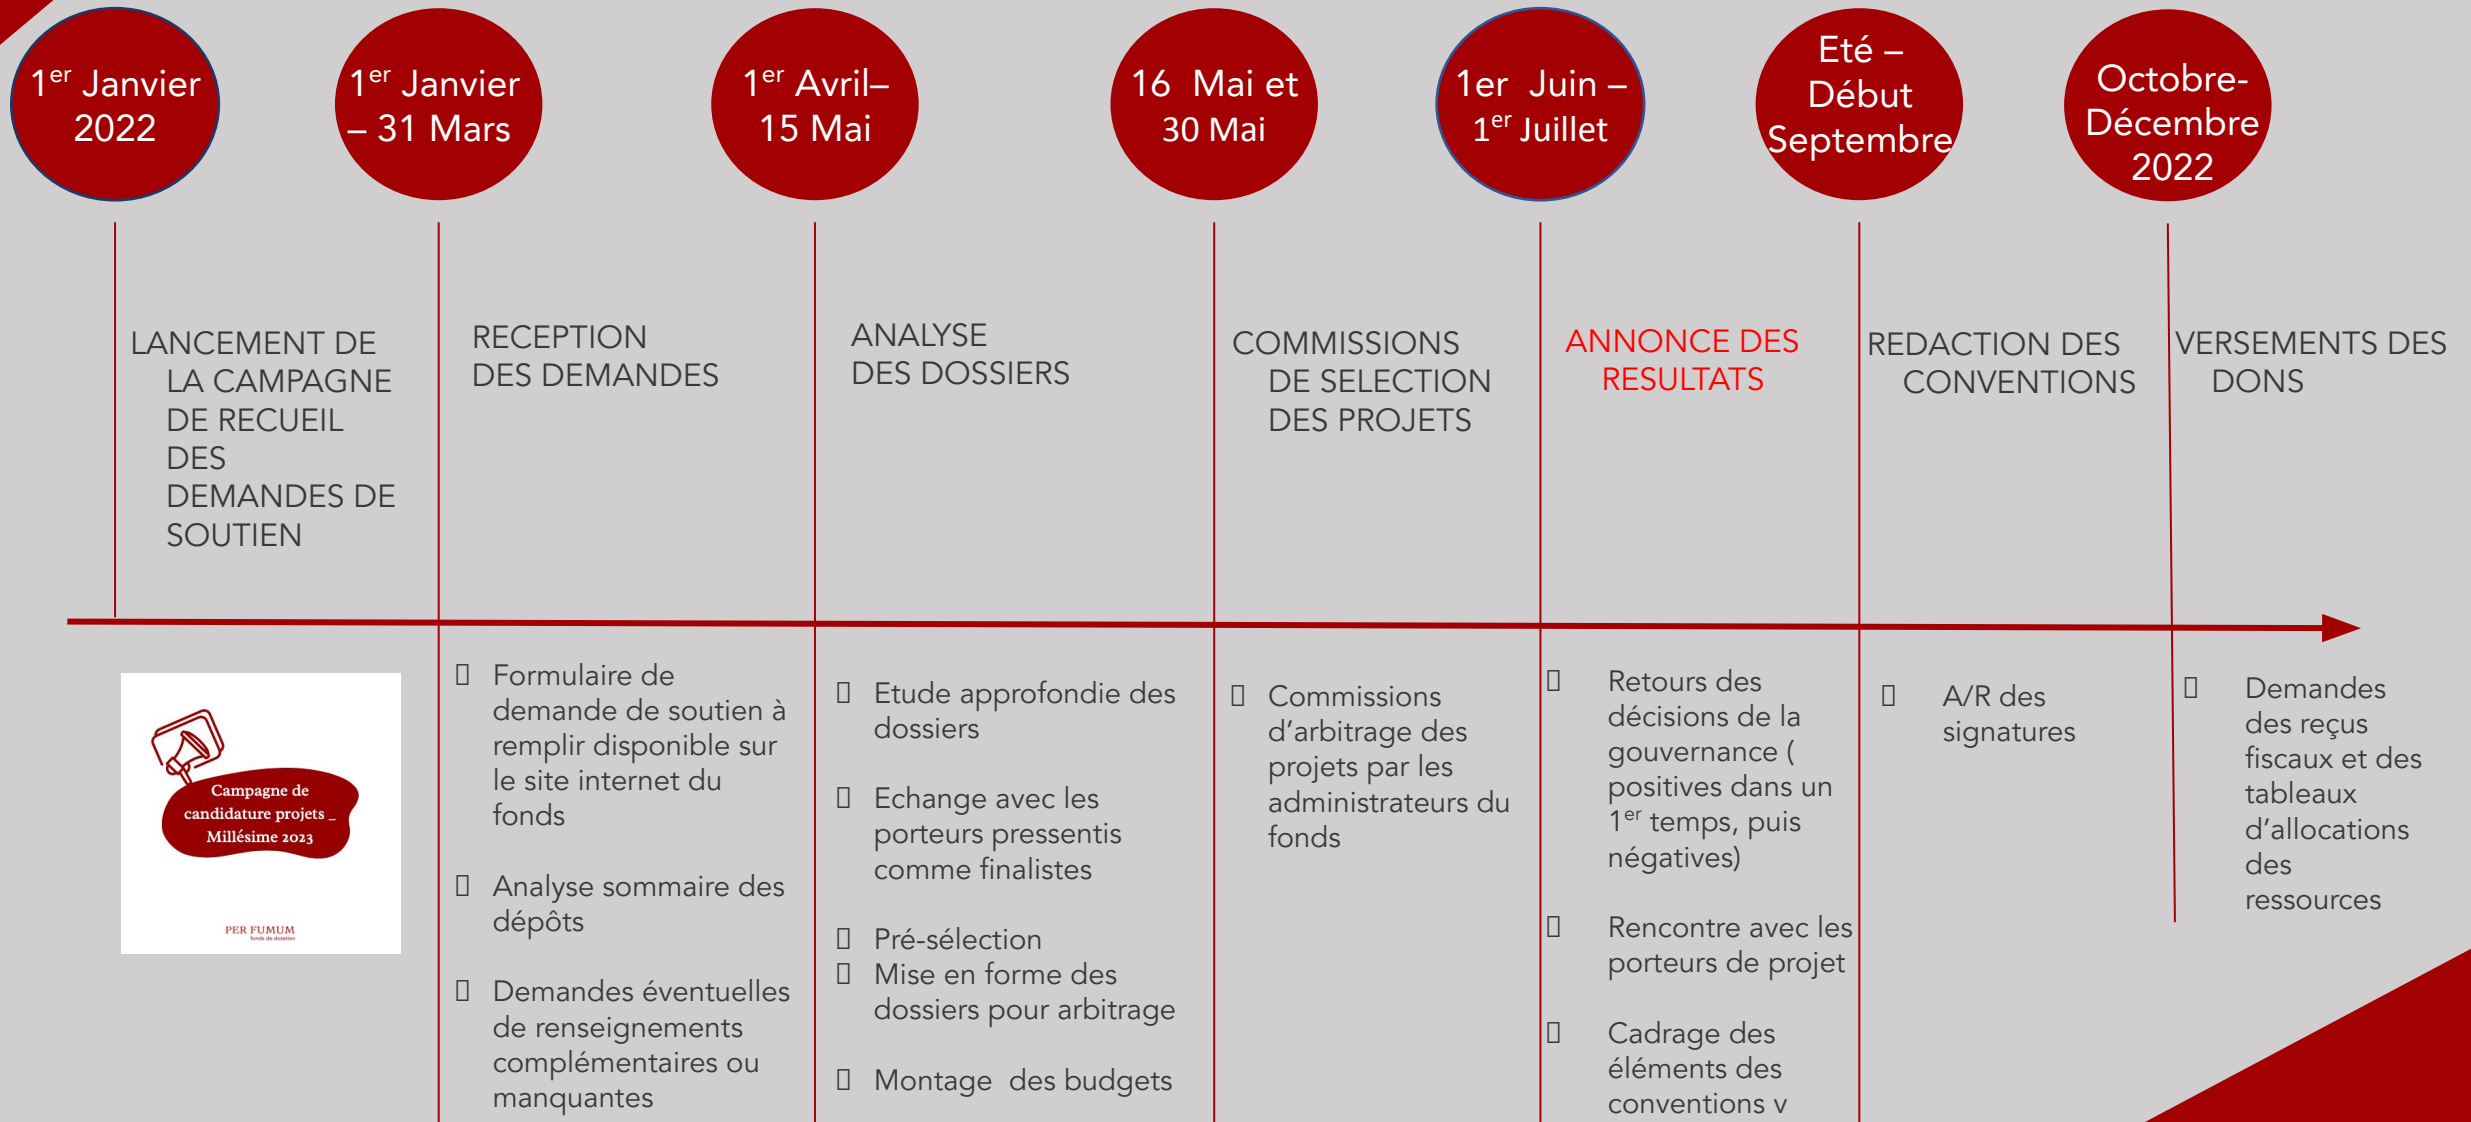 1er Janvier
2022
1er Janvier
– 31 Mars
1er Avril–
15 Mai
16 Mai et
30 Mai
1er Juin –
1er Juillet
Eté –
Début
Septembre
Octobre-
Décembre
2022
LANCEMENT DE
LA CAMPAGNE
DE RECUEIL
DES
DEMANDES DE
SOUTIEN
RECEPTION
DES DEMANDES
ANALYSE
DES DOSSIERS
COMMISSIONS
DE SELECTION
DES PROJETS
ANNONCE DES
RESULTATS
REDACTION DES
CONVENTIONS
VERSEMENTS DES
DONS
Campagne de
candidature projets _
Millésime 2023
PER FUMUM
fonds de dotation
Formulaire de
demande de soutien à
remplir disponible sur
le site internet du
fonds
Analyse sommaire des
dépôts
Demandes éventuelles
de renseignements
complémentaires ou
manquantes
Etude approfondie des
dossiers
Echange avec les
porteurs pressentis
comme finalistes
Pré-sélection
Mise en forme des
dossiers pour arbitrage
Montage des budgets
Commissions
d’arbitrage des
projets par les
administrateurs du
fonds
Retours des
décisions de la
gouvernance (
positives dans un
1er temps, puis
négatives)
Rencontre avec les
porteurs de projet
Cadrage des
éléments des
conventions v
A/R des
signatures
Demandes
des reçus
fiscaux et des
tableaux
d’allocations
des
ressources